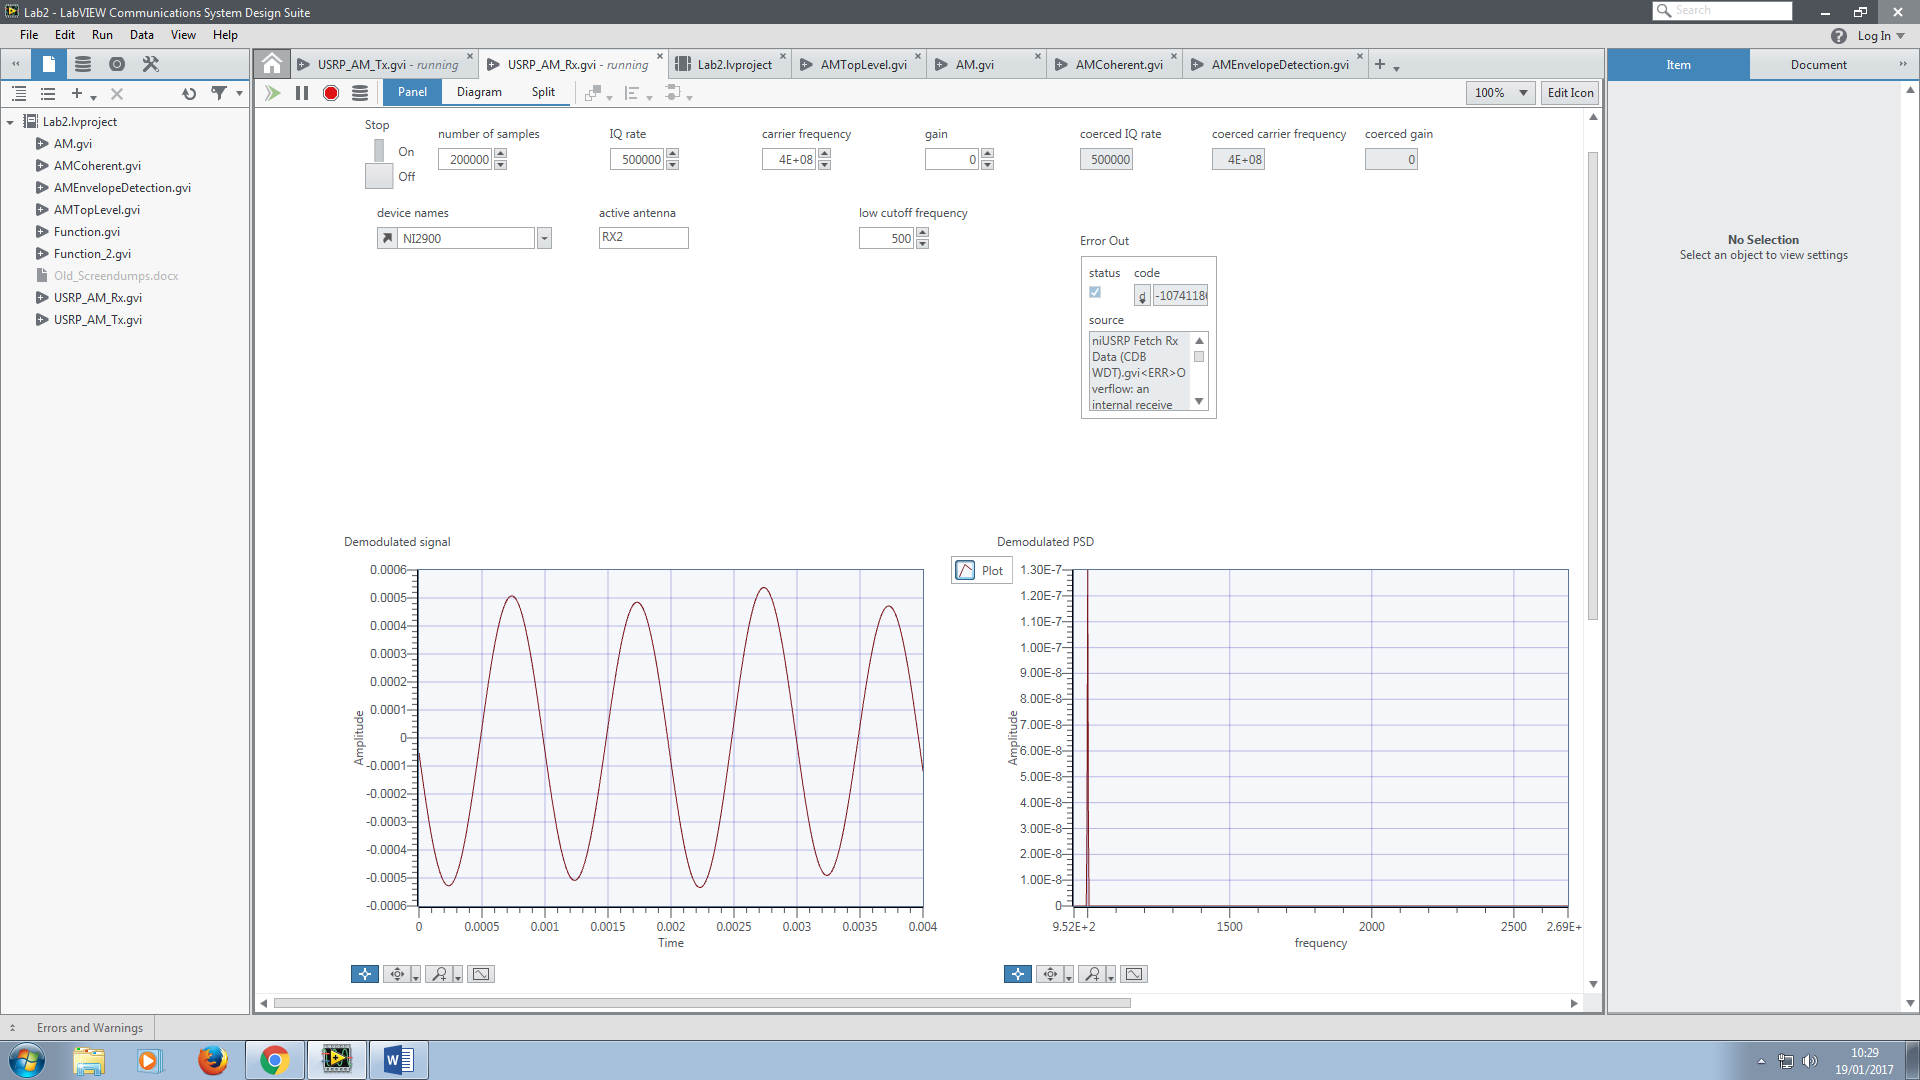 Lab2 - LabVIEW Communications System Design Suite
Search
File Edit Run Data View Help
Log In
USRP_AM_Tx.gvi - running
USRP_AM_Rx.gvi - running
Lab2.lvproject
AMTopLevel.gvi
AM.gvi
AMCoherent.gvi
AMEnvelopeDetection.gvi
Item
Document
Panel Diagram Split
100%
Edit Icon
Lab2.lvproject
AM.gvi
AMCoherent.gvi
AMEnvelopeDetection.gvi
AMTopLevel.gvi
Function.gvi
Function_2.gvi
Old_Screendumps.docx
USRP_AM_Rx.gvi
USRP_AM_Tx.gvi
Stop
On
Off
number of samples
200000
IQ rate
500000
carrier frequency
4E+08
gain
0
coerced IQ rate
500000
coerced carrier frequency
4E+08
coerced gain
0
device names
NI2900
active antenna
RX2
low cutoff frequency
500
Error Out
status code
d -10741180
source
niUSRP Fetch Rx
Data (CDB
WDT).gvi<ERR>O
verflow: an
internal receive
No Selection
Select an object to view settings
Demodulated signal
0.0006
0.0005
0.0004
0.0003
0.0002
0.0001
0
-0.0001
-0.0002
-0.0003
-0.0004
-0.0005
-0.0006
Amplitude
0 0.0005 0.001 0.0015 0.002 0.0025 0.003 0.0035 0.004
Time
Demodulated PSD
Plot
1.30E-7
1.20E-7
1.10E-7
1.00E-7
9.00E-8
8.00E-8
7.00E-8
6.00E-8
5.00E-8
4.00E-8
3.00E-8
2.00E-8
1.00E-8
0
Amplitude
9.52E+2 1500 2000 2500 2.69E+
frequency
Errors and Warnings
10:29
19/01/2017